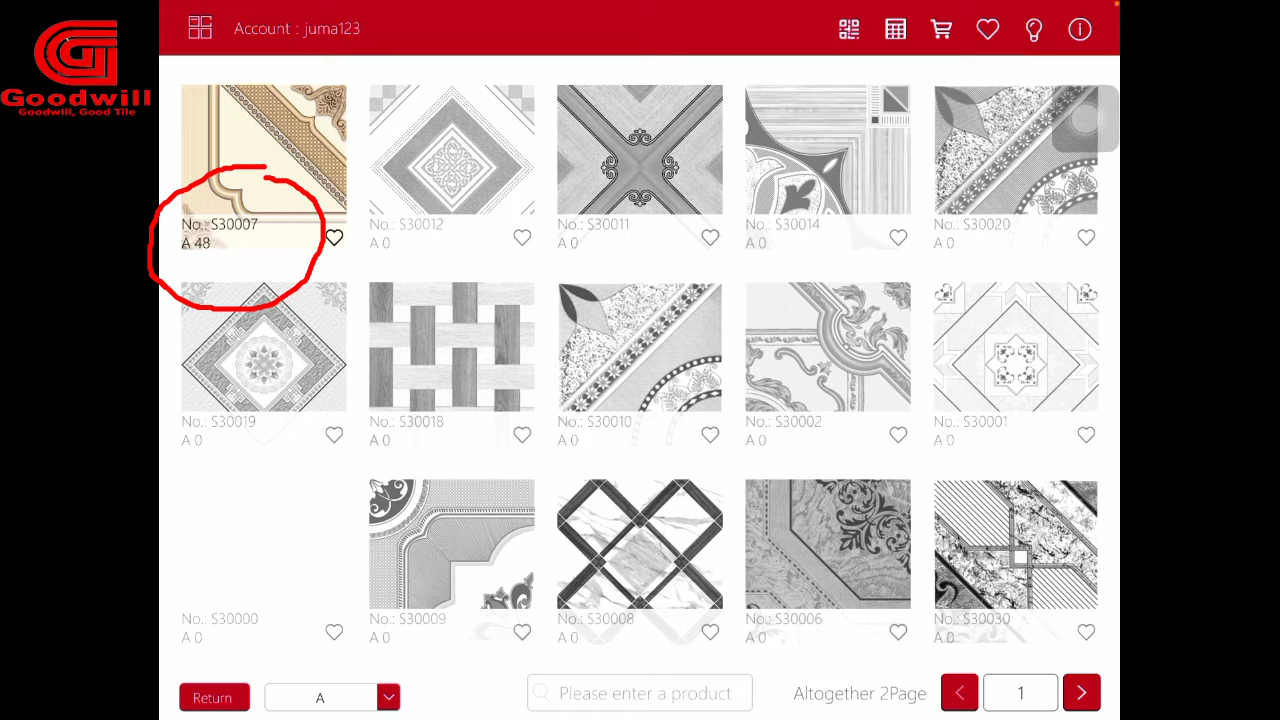 Goodwill
Goodwill, Good Tile
Account : juma123
No.: S30007
A 48
No.: S30012
A 0
No.: S30011
A 0
No.: S30014
A 0
No.: S30020
A 0
No.: S30019
A 0
No.: S30018
A 0
No.: S30010
A 0
No.: S30002
A 0
No.: S30001
A 0
No.: S30000
A 0
No.: S30009
A 0
No.: S30008
A 0
No.: S30006
A 0
No.: S30030
A 0
Return
A
Please enter a product
Altogether 2Page
1